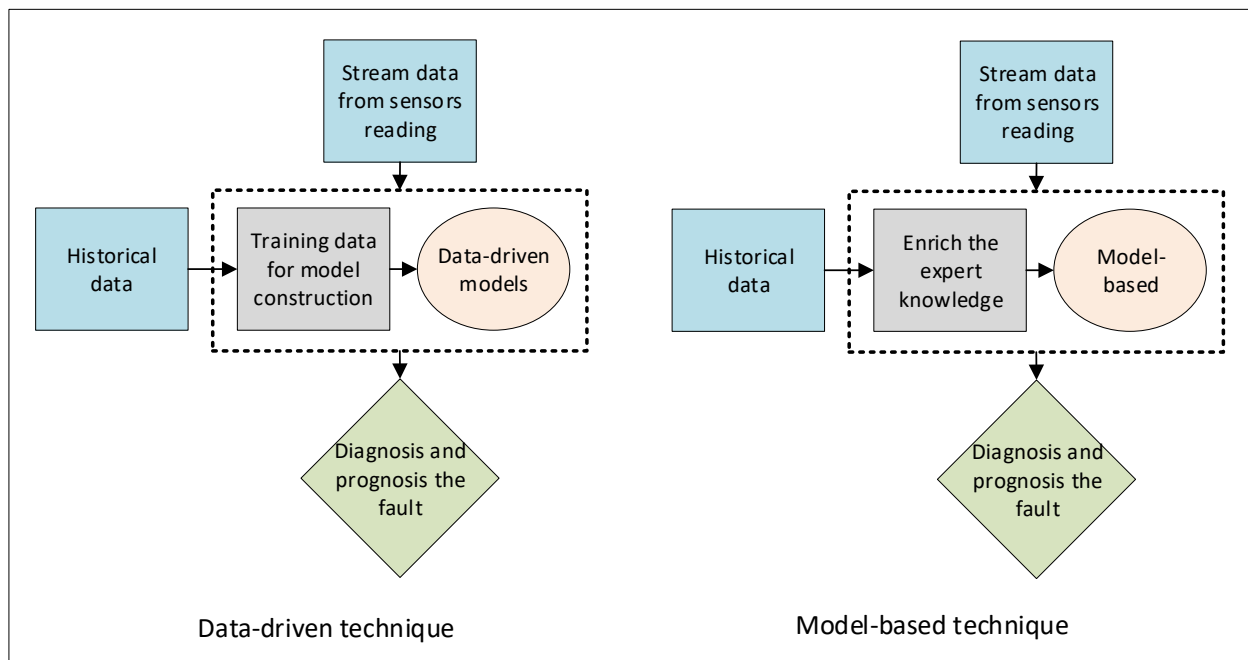 Stream data
from sensors
reading
Historical
data
Training data
for model
construction
Data-driven
models
Diagnosis and
prognosis the
fault
Data-driven technique
Stream data
from sensors
reading
Historical
data
Enrich the
expert
knowledge
Model-
based
Diagnosis and
prognosis the
fault
Model-based technique